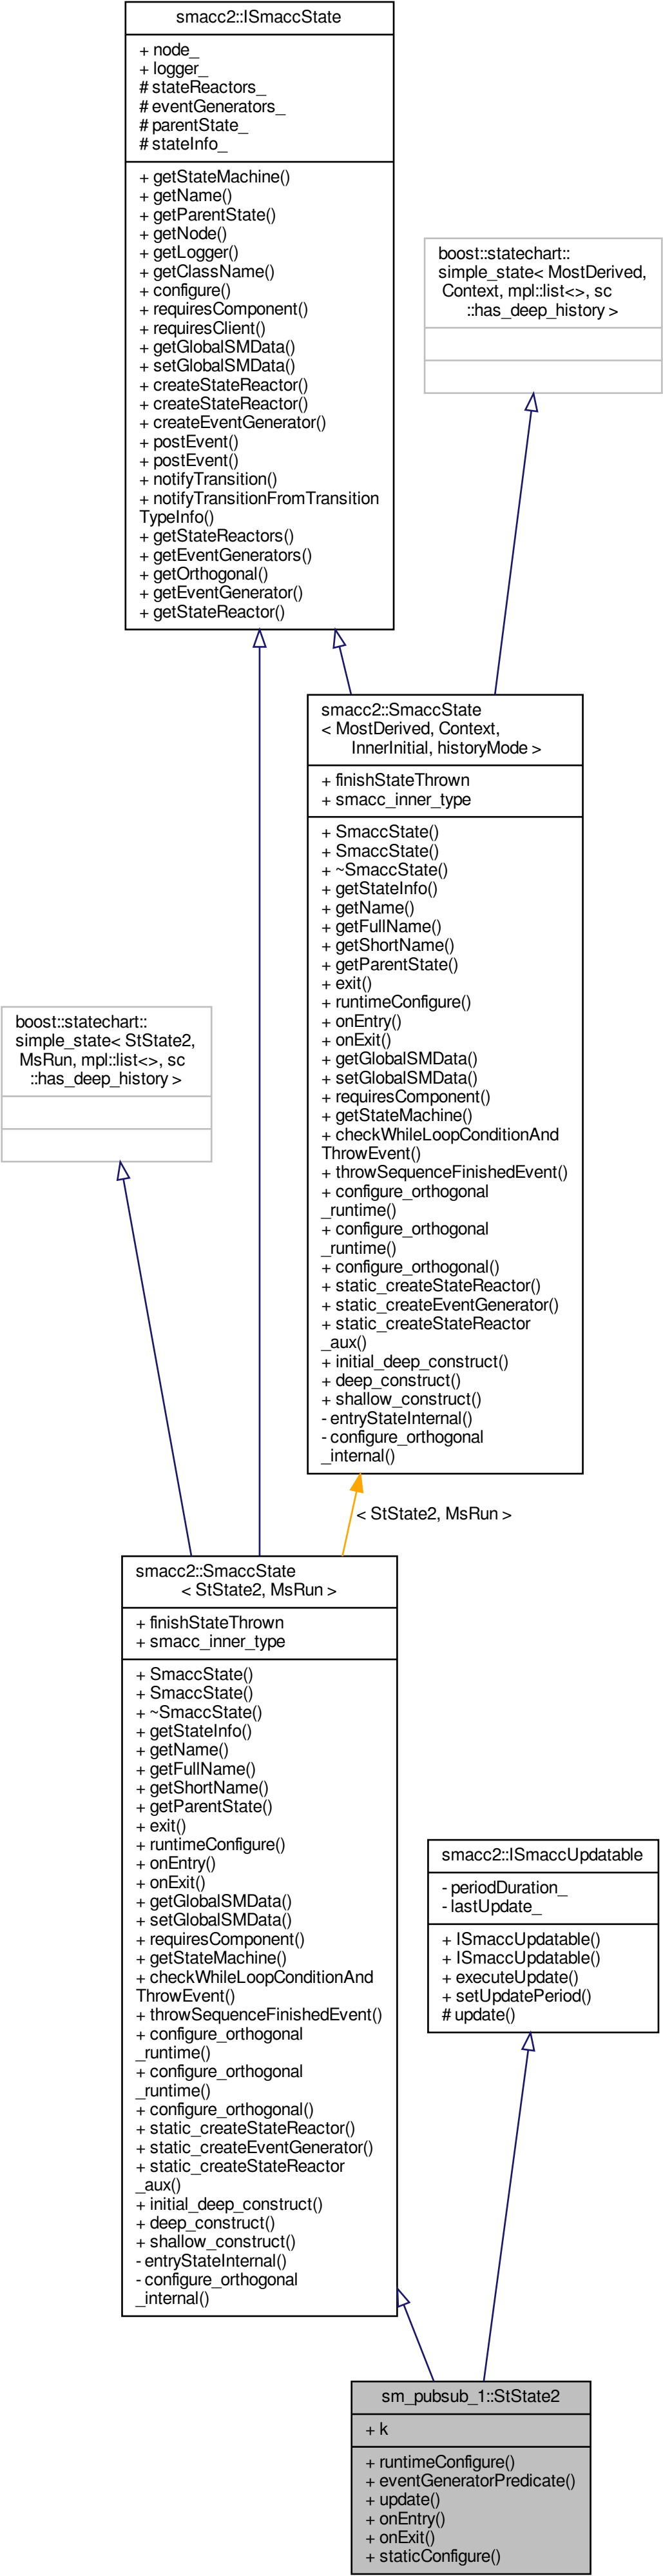 smacc2::ISmaccState
+ node_
+ logger_
# stateReactors_
# eventGenerators_
# parentState_
# stateInfo_
+ getStateMachine()
+ getName()
+ getParentState()
+ getNode()
+ getLogger()
+ getClassName()
+ configure()
+ requiresComponent()
+ requiresClient()
+ getGlobalSMData()
+ setGlobalSMData()
+ createStateReactor()
+ createStateReactor()
+ createEventGenerator()
+ postEvent()
+ postEvent()
+ notifyTransition()
+ notifyTransitionFromTransition
TypeInfo()
+ getStateReactors()
+ getEventGenerators()
+ getOrthogonal()
+ getEventGenerator()
+ getStateReactor()
boost::statechart::
simple_state< MostDerived,
Context, mpl::list<>, sc
::has_deep_history >
smacc2::SmaccState
< MostDerived, Context,
InnerInitial, historyMode >
+ finishStateThrown
+ smacc_inner_type
+ SmaccState()
+ SmaccState()
+ ~SmaccState()
+ getStateInfo()
+ getName()
+ getFullName()
+ getShortName()
+ getParentState()
+ exit()
+ runtimeConfigure()
+ onEntry()
+ onExit()
+ getGlobalSMData()
+ setGlobalSMData()
+ requiresComponent()
+ getStateMachine()
+ checkWhileLoopConditionAnd
ThrowEvent()
+ throwSequenceFinishedEvent()
+ configure_orthogonal
_runtime()
+ configure_orthogonal
_runtime()
+ configure_orthogonal()
+ static_createStateReactor()
+ static_createEventGenerator()
+ static_createStateReactor
_aux()
+ initial_deep_construct()
+ deep_construct()
+ shallow_construct()
- entryStateInternal()
- configure_orthogonal
_internal()
boost::statechart::
simple_state< StState2,
MsRun, mpl::list<>, sc
::has_deep_history >
< StState2, MsRun >
smacc2::SmaccState
< StState2, MsRun >
+ finishStateThrown
+ smacc_inner_type
+ SmaccState()
+ SmaccState()
+ ~SmaccState()
+ getStateInfo()
+ getName()
+ getFullName()
+ getShortName()
+ getParentState()
+ exit()
+ runtimeConfigure()
+ onEntry()
+ onExit()
+ getGlobalSMData()
+ setGlobalSMData()
+ requiresComponent()
+ getStateMachine()
+ checkWhileLoopConditionAnd
ThrowEvent()
+ throwSequenceFinishedEvent()
+ configure_orthogonal
_runtime()
+ configure_orthogonal
_runtime()
+ configure_orthogonal()
+ static_createStateReactor()
+ static_createEventGenerator()
+ static_createStateReactor
_aux()
+ initial_deep_construct()
+ deep_construct()
+ shallow_construct()
- entryStateInternal()
- configure_orthogonal
_internal()
smacc2::ISmaccUpdatable
- periodDuration_
- lastUpdate_
+ ISmaccUpdatable()
+ ISmaccUpdatable()
+ executeUpdate()
+ setUpdatePeriod()
# update()
sm_pubsub_1::StState2
+ k
+ runtimeConfigure()
+ eventGeneratorPredicate()
+ update()
+ onEntry()
+ onExit()
+ staticConfigure()